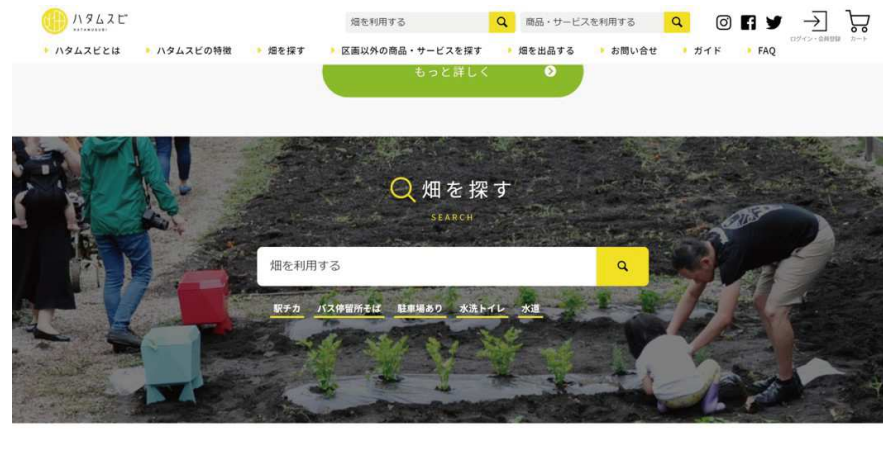 ハタムスビ
HATAMUSUBI
畑を利用する
商品・サービスを利用する
ログイン・会員登録
カート
ハタムスビとは
ハタムスビの特徴
畑を探す
区画以外の商品・サービスを探す
畑を出品する
お問い合せ
ガイド
FAQ
もっと詳しく
畑を探す
SEARCH
畑を利用する
駅チカ バス停留所そば 駐車場あり 水洗トイレ 水道